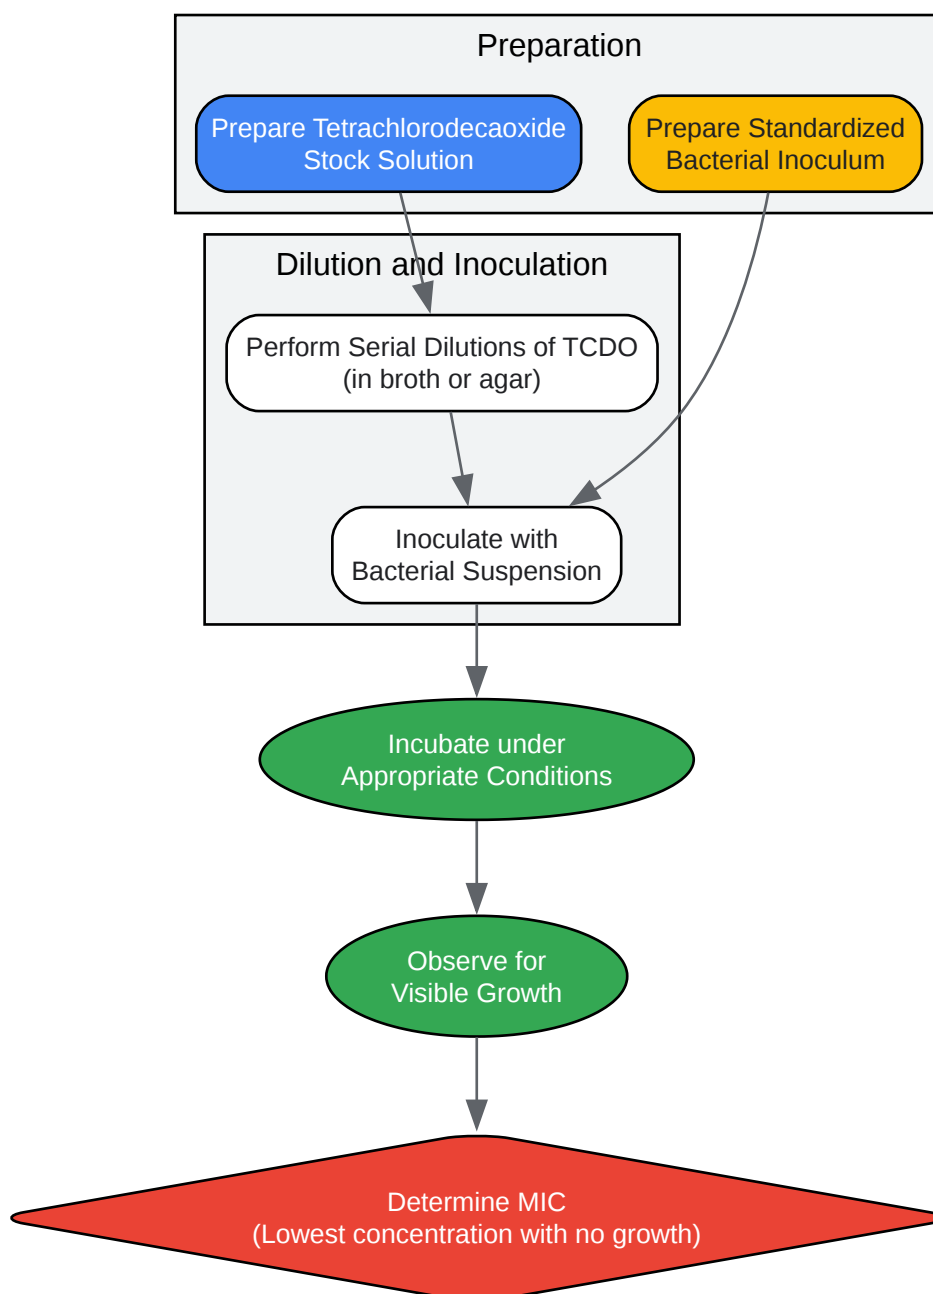 Preparation
Prepare Tetrachlorodecaoxide
Stock Solution
Prepare Standardized
Bacterial Inoculum
Dilution and Inoculation
Perform Serial Dilutions of TCDO
(in broth or agar)
Inoculate with
Bacterial Suspension
Incubate under
Appropriate Conditions
Observe for
Visible Growth
Determine MIC
(Lowest concentration with no growth)